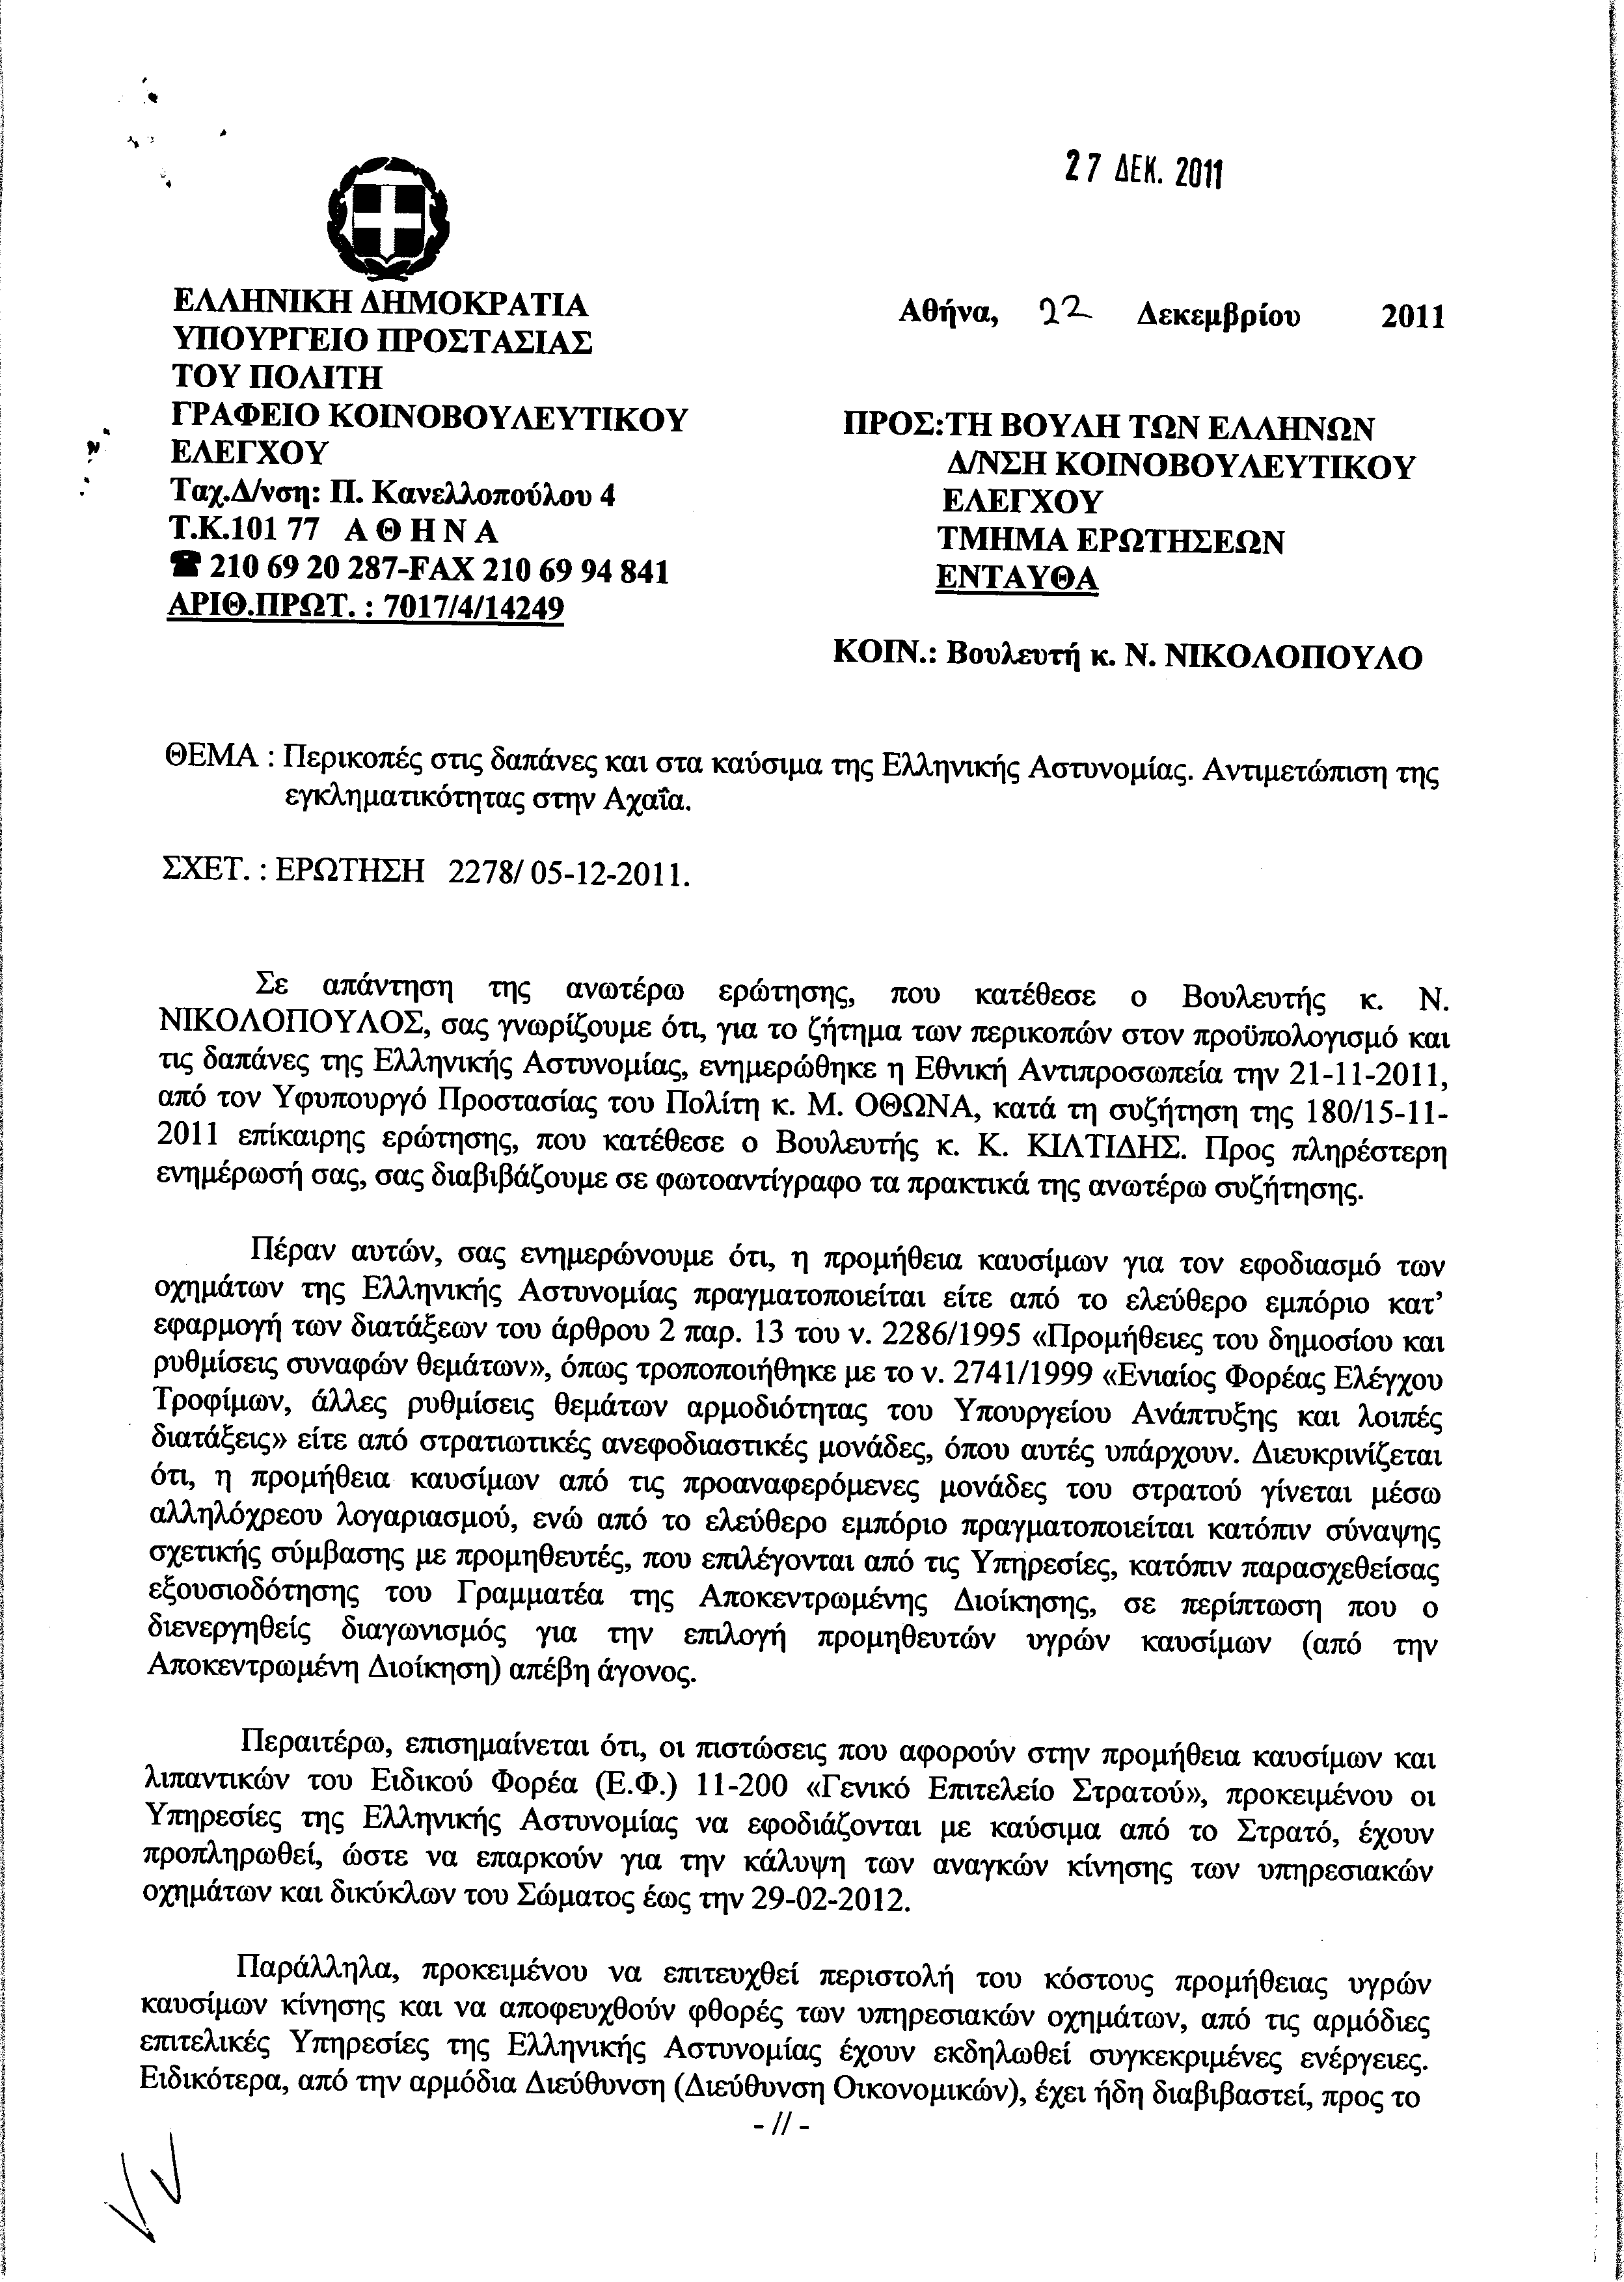 27 ΔΕΚ. 2011
ΕΛΛΗΝΙΚΗ ΔΗΜΟΚΡΑΤΙΑ
ΥΠΟΥΡΓΕΙΟ ΠΡΟΣΤΑΣΙΑΣ
ΤΟΥ ΠΟΛΙΤΗ
ΓΡΑΦΕΙΟ ΚΟΙΝΟΒΟΥΛΕΥΤΙΚΟΥ
ΕΛΕΓΧΟΥ
Ταχ.Δ/νση: Π. Κανελλοπούλου 4
Τ.Κ.101 77 Α Θ Η Ν Α
☎ 210 69 20 287-FAX 210 69 94 841
ΑΡΙΘ.ΠΡΩΤ. : 7017/4/14249
Αθήνα, 22 Δεκεμβρίου 2011
ΠΡΟΣ:ΤΗ ΒΟΥΛΗ ΤΩΝ ΕΛΛΗΝΩΝ
Δ/ΝΣΗ ΚΟΙΝΟΒΟΥΛΕΥΤΙΚΟΥ
ΕΛΕΓΧΟΥ
ΤΜΗΜΑ ΕΡΩΤΗΣΕΩΝ
ΕΝΤΑΥΘΑ
ΚΟΙΝ.: Βουλευτή κ. Ν. ΝΙΚΟΛΟΠΟΥΛΟ
ΘΕΜΑ : Περικοπές στις δαπάνες και στα καύσιμα της Ελληνικής Αστυνομίας. Αντιμετώπιση της
εγκληματικότητας στην Αχαΐα.
ΣΧΕΤ. : ΕΡΩΤΗΣΗ 2278/ 05-12-2011.
Σε απάντηση της ανωτέρω ερώτησης, που κατέθεσε ο Βουλευτής κ. Ν.
ΝΙΚΟΛΟΠΟΥΛΟΣ, σας γνωρίζουμε ότι, για το ζήτημα των περικοπών στον προϋπολογισμό και
τις δαπάνες της Ελληνικής Αστυνομίας, ενημερώθηκε η Εθνική Αντιπροσωπεία την 21-11-2011,
από τον Υφυπουργό Προστασίας του Πολίτη κ. Μ. ΟΘΩΝΑ, κατά τη συζήτηση της 180/15-11-
2011 επίκαιρης ερώτησης, που κατέθεσε ο Βουλευτής κ. Κ. ΚΙΛΤΙΔΗΣ. Προς πληρέστερη
ενημέρωσή σας, σας διαβιβάζουμε σε φωτοαντίγραφο τα πρακτικά της ανωτέρω συζήτησης.
Πέραν αυτών, σας ενημερώνουμε ότι, η προμήθεια καυσίμων για τον εφοδιασμό των
οχημάτων της Ελληνικής Αστυνομίας πραγματοποιείται είτε από το ελεύθερο εμπόριο κατ’
εφαρμογή των διατάξεων του άρθρου 2 παρ. 13 του ν. 2286/1995 «Προμήθειες του δημοσίου και
ρυθμίσεις συναφών θεμάτων», όπως τροποποιήθηκε με το ν. 2741/1999 «Ενιαίος Φορέας Ελέγχου
Τροφίμων, άλλες ρυθμίσεις θεμάτων αρμοδιότητας του Υπουργείου Ανάπτυξης και λοιπές
διατάξεις» είτε από στρατιωτικές ανεφοδιαστικές μονάδες, όπου αυτές υπάρχουν. Διευκρινίζεται
ότι, η προμήθεια καυσίμων από τις προαναφερόμενες μονάδες του στρατού γίνεται μέσω
αλληλόχρεου λογαριασμού, ενώ από το ελεύθερο εμπόριο πραγματοποιείται κατόπιν σύναψης
σχετικής σύμβασης με προμηθευτές, που επιλέγονται από τις Υπηρεσίες, κατόπιν παρασχεθείσας
εξουσιοδότησης του Γραμματέα της Αποκεντρωμένης Διοίκησης, σε περίπτωση που ο
διενεργηθείς διαγωνισμός για την επιλογή προμηθευτών υγρών καυσίμων (από την
Αποκεντρωμένη Διοίκηση) απέβη άγονος.
Περαιτέρω, επισημαίνεται ότι, οι πιστώσεις που αφορούν στην προμήθεια καυσίμων και
λιπαντικών του Ειδικού Φορέα (Ε.Φ.) 11-200 «Γενικό Επιτελείο Στρατού», προκειμένου οι
Υπηρεσίες της Ελληνικής Αστυνομίας να εφοδιάζονται με καύσιμα από το Στρατό, έχουν
προπληρωθεί, ώστε να επαρκούν για την κάλυψη των αναγκών κίνησης των υπηρεσιακών
οχημάτων και δικύκλων του Σώματος έως την 29-02-2012.
Παράλληλα, προκειμένου να επιτευχθεί περιστολή του κόστους προμήθειας υγρών
καυσίμων κίνησης και να αποφευχθούν φθορές των υπηρεσιακών οχημάτων, από τις αρμόδιες
επιτελικές Υπηρεσίες της Ελληνικής Αστυνομίας έχουν εκδηλωθεί συγκεκριμένες ενέργειες.
Ειδικότερα, από την αρμόδια Διεύθυνση (Διεύθυνση Οικονομικών), έχει ήδη διαβιβαστεί, προς το
- // -